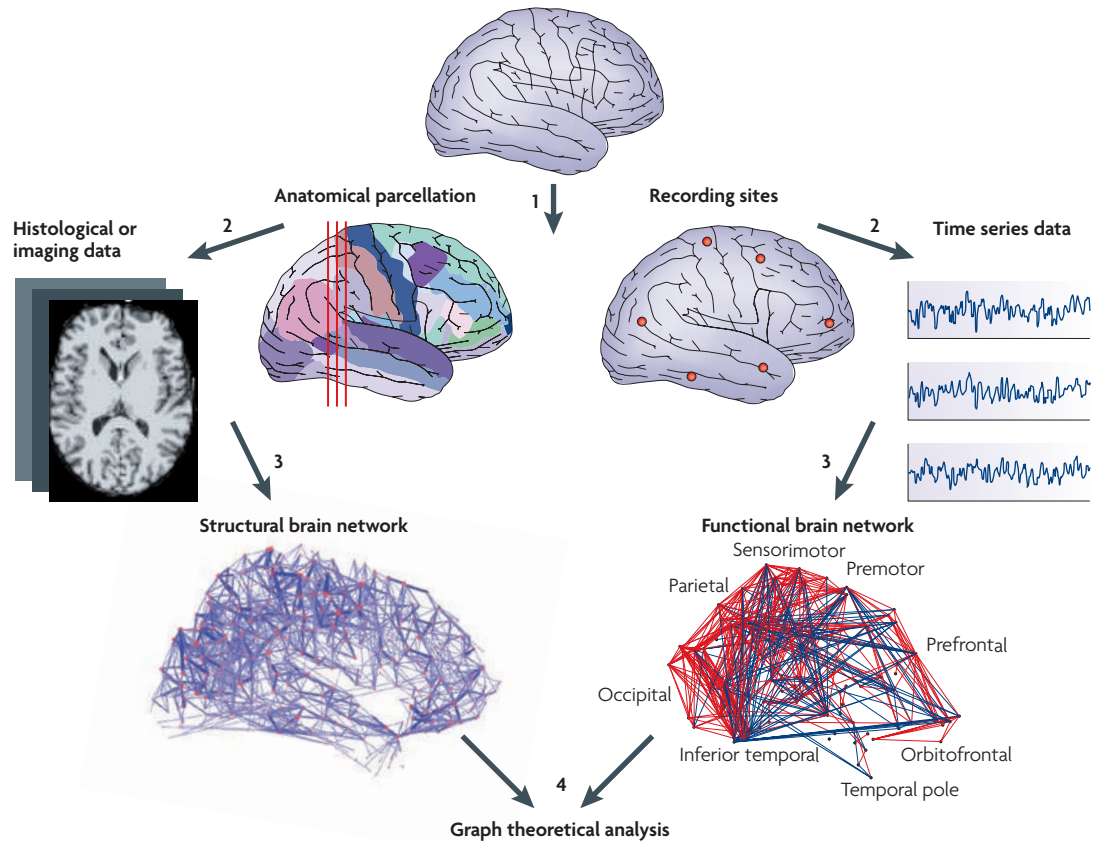 Anatomical parcellation
1
Recording sites
2
Histological or
imaging data
2
Time series data
3
3
Structural brain network
Functional brain network
Sensorimotor
Premotor
Parietal
Prefrontal
Occipital
Inferior temporal
Orbitofrontal
Temporal pole
4
Graph theoretical analysis